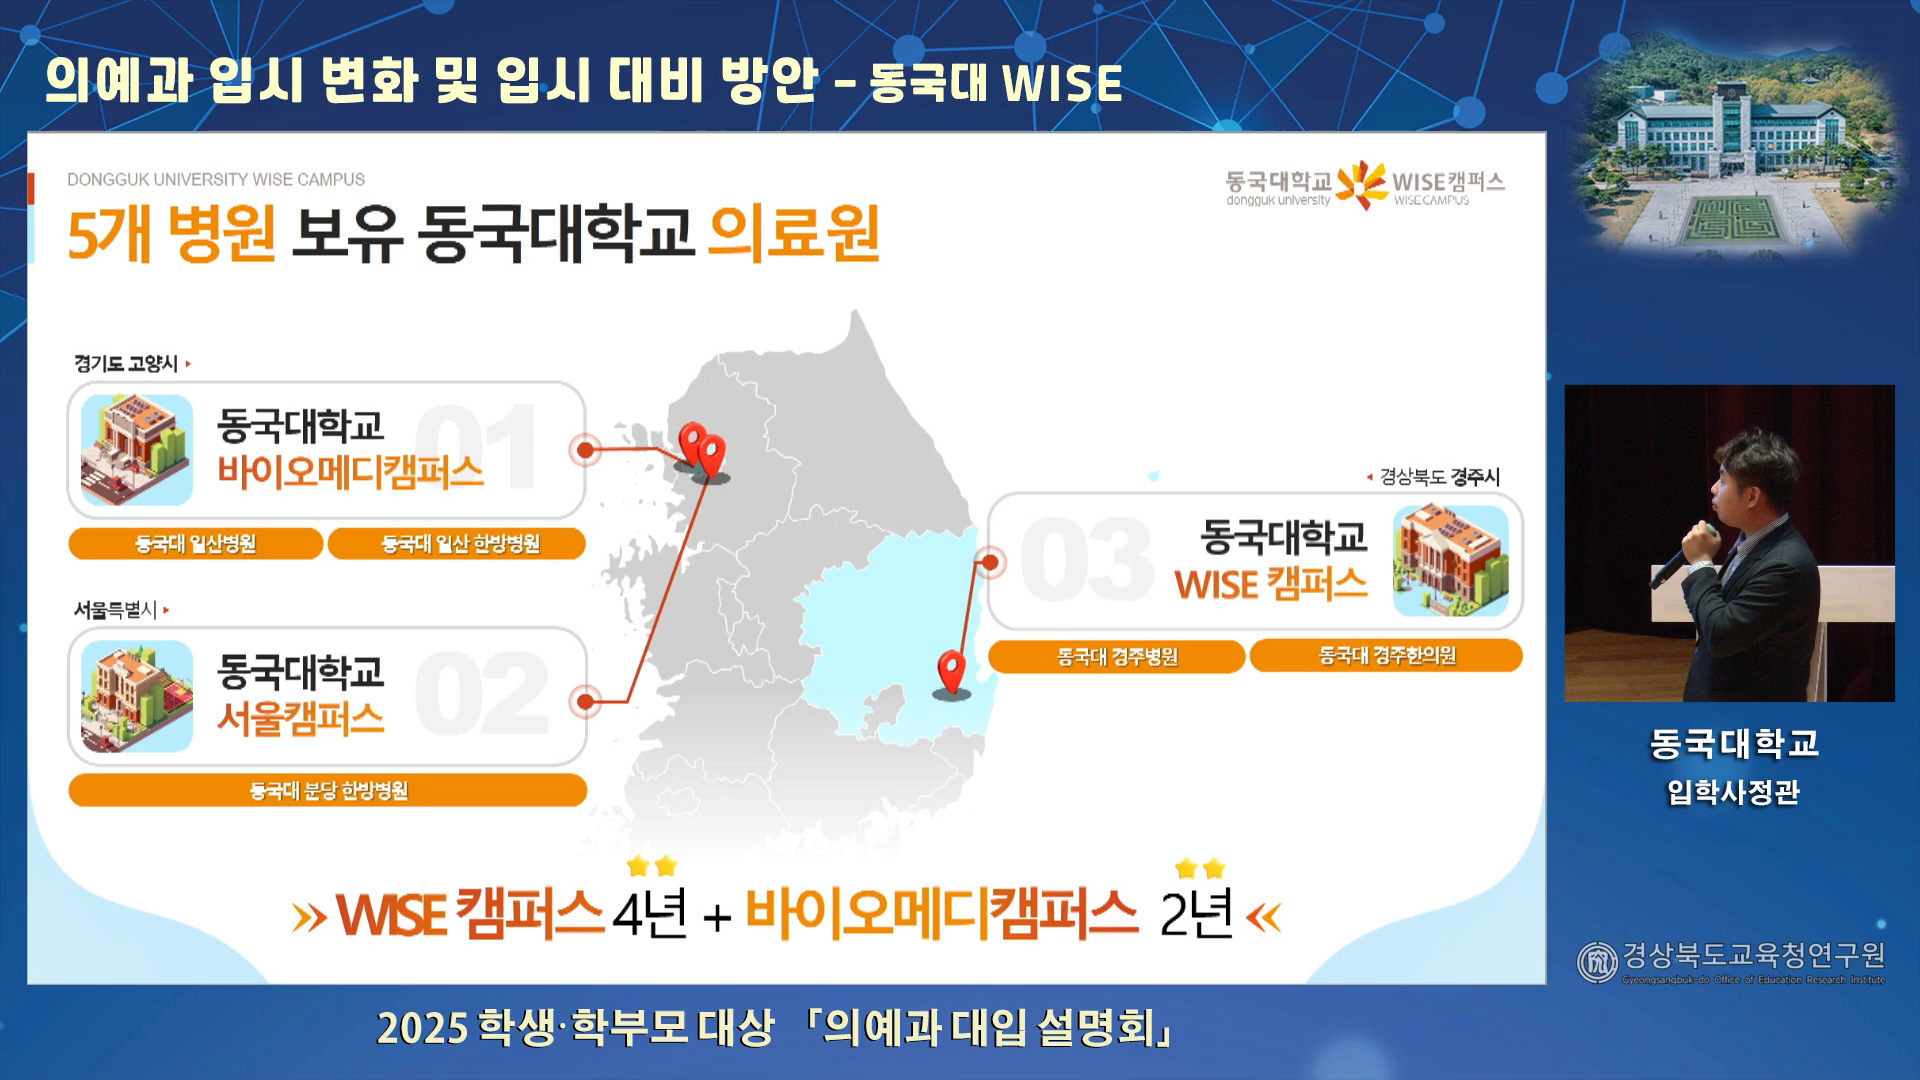 의예과 입시 변화 및 입시 대비 방안 – 동국대 WISE
DONGGUK UNIVERSITY WISE CAMPUS
5개 병원 보유 동국대학교 의료원
동국대학교 WISE캠퍼스
dongguk university WISE CAMPUS
경기도 고양시
01
동국대학교
바이오메디캠퍼스
동국대 일산병원
동국대 일산 한방병원
서울특별시
02
동국대학교
서울캠퍼스
동국대 분당 한방병원
경상북도 경주시
03
동국대학교
WISE 캠퍼스
동국대 경주병원
동국대 경주한의원
WISE 캠퍼스 4년 + 바이오메디캠퍼스 2년
동국대학교
입학사정관
경상북도교육청연구원
Gyeongsangbuk-do Office of Education Research Institute
2025 학생·학부모 대상 「의예과 대입 설명회」